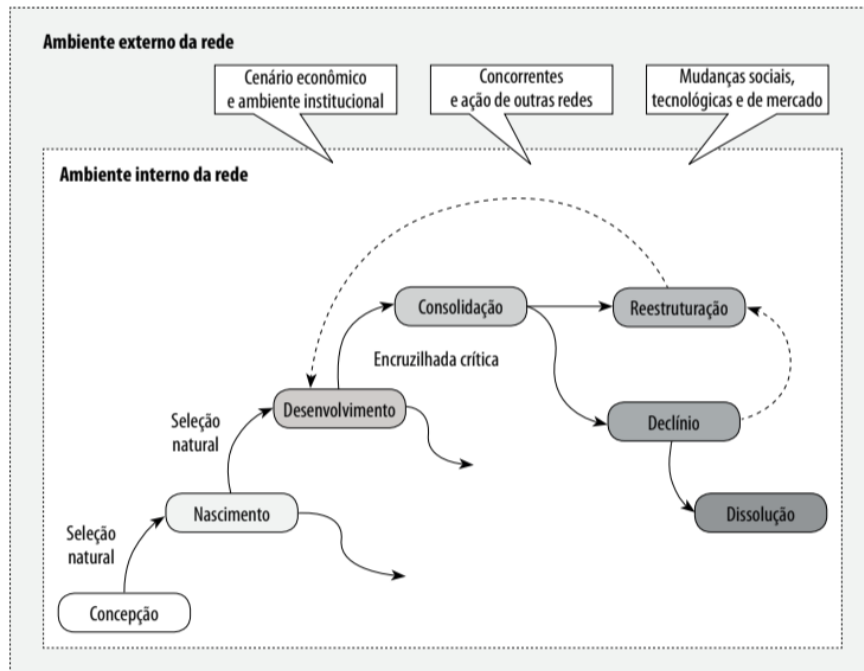 Ambiente externo da rede
Cenário econômico
e ambiente institucional
Concorrentes
e ação de outras redes
Mudanças sociais,
tecnológicas e de mercado
Ambiente interno da rede
Consolidação
Reestruturação
Encruzilhada crítica
Desenvolvimento
Declínio
Seleção
natural
Nascimento
Dissolução
Seleção
natural
Concepção